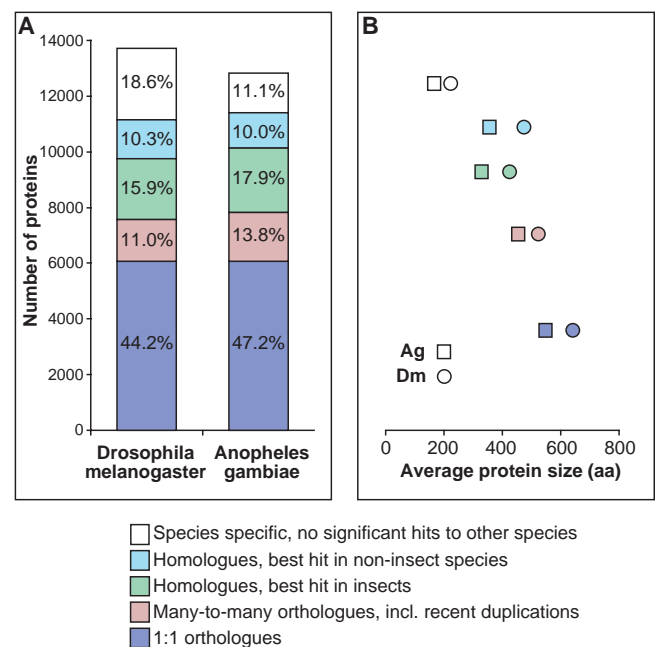 A
14000
12000
10000
8000
6000
4000
2000
0
Number of proteins
18.6%
10.3%
15.9%
11.0%
44.2%
11.1%
10.0%
17.9%
13.8%
47.2%
Drosophila
melanogaster
Anopheles
gambiae
B
Ag
Dm
0 200 400 600 800
Average protein size (aa)
Species specific, no significant hits to other species
Homologues, best hit in non-insect species
Homologues, best hit in insects
Many-to-many orthologues, incl. recent duplications
1:1 orthologues